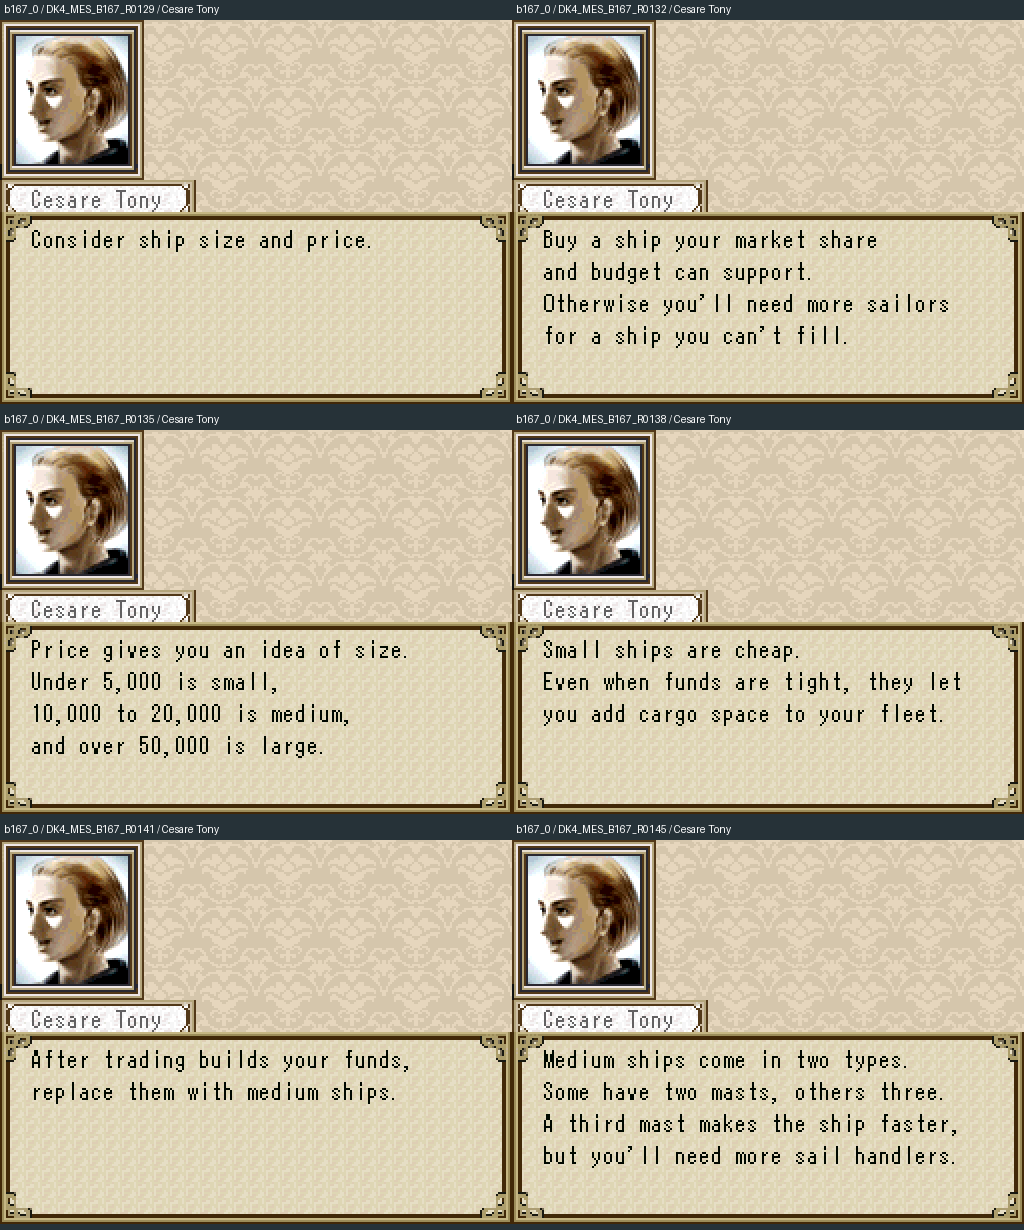 b167_0 / DK4_MES_B167_R0129 / Cesare Tony
Cesare Tony
Consider ship size and price.
b167_0 / DK4_MES_B167_R0132 / Cesare Tony
Cesare Tony
Buy a ship your market share
and budget can support.
Otherwise you'll need more sailors
for a ship you can't fill.
b167_0 / DK4_MES_B167_R0135 / Cesare Tony
Cesare Tony
Price gives you an idea of size.
Under 5,000 is small,
10,000 to 20,000 is medium,
and over 50,000 is large.
b167_0 / DK4_MES_B167_R0138 / Cesare Tony
Cesare Tony
Small ships are cheap.
Even when funds are tight, they let
you add cargo space to your fleet.
b167_0 / DK4_MES_B167_R0141 / Cesare Tony
Cesare Tony
After trading builds your funds,
replace them with medium ships.
b167_0 / DK4_MES_B167_R0145 / Cesare Tony
Cesare Tony
Medium ships come in two types.
Some have two masts, others three.
A third mast makes the ship faster,
but you'll need more sail handlers.